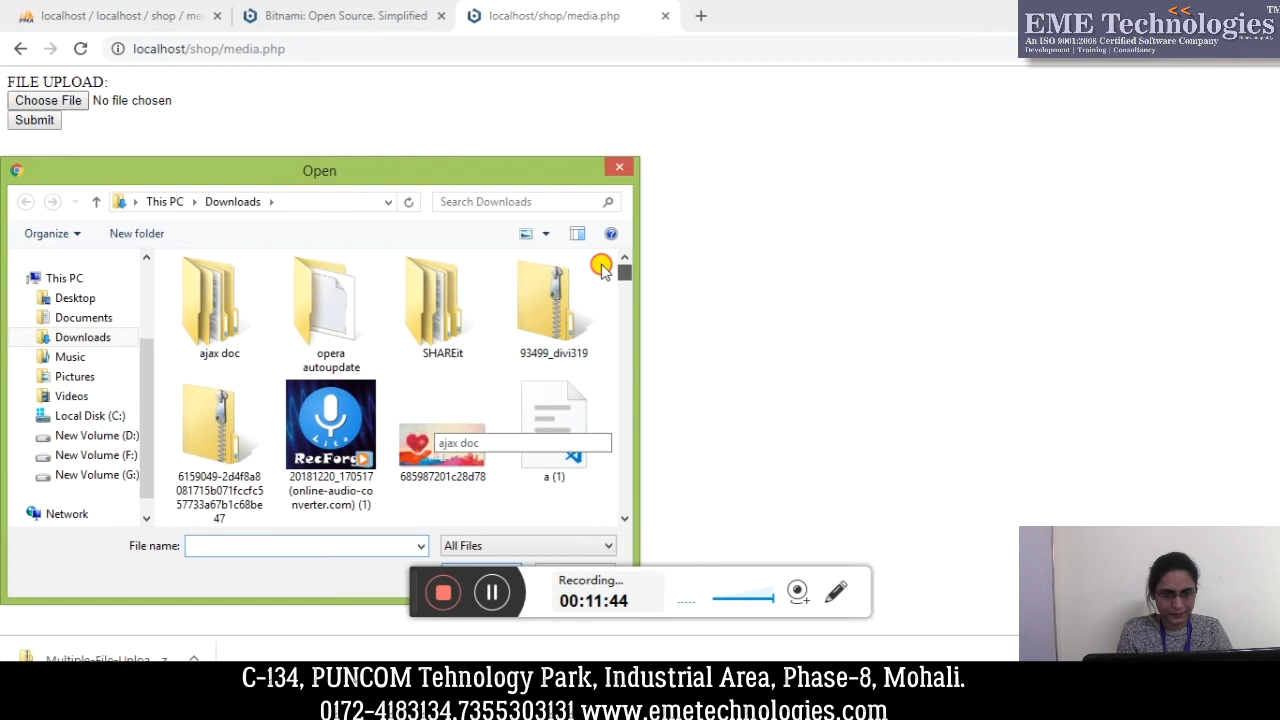 localhost / localhost / shop / me
Bitnami: Open Source. Simplified
localhost/shop/media.php
<< TM
EME Technologies
An ISO 9001:2008 Certified Software Company
Development | Training | Consultancy
localhost/shop/media.php
FILE UPLOAD:
Choose File No file chosen
Submit
Open
This PC Downloads
Search Downloads
Organize New folder
This PC
Desktop
Documents
Downloads
Music
Pictures
Videos
Local Disk (C:)
New Volume (D:)
New Volume (F:)
New Volume (G:)
Network
ajax doc
opera
autoupdate
SHAREit
93499_divi319
Lite
RecForge
6159049-2d4f8a8
081715b071fccfc5
57733a67b1c68be
47
20181220_170517
(online-audio-co
nverter.com) (1)
685987201c28d78
a (1)
ajax doc
File name:
All Files
Recording...
00:11:44
C-134, PUNCOM Tehnology Park, Industrial Area, Phase-8, Mohali.
0172-4183134,7355303131 www.emetechnologies.com